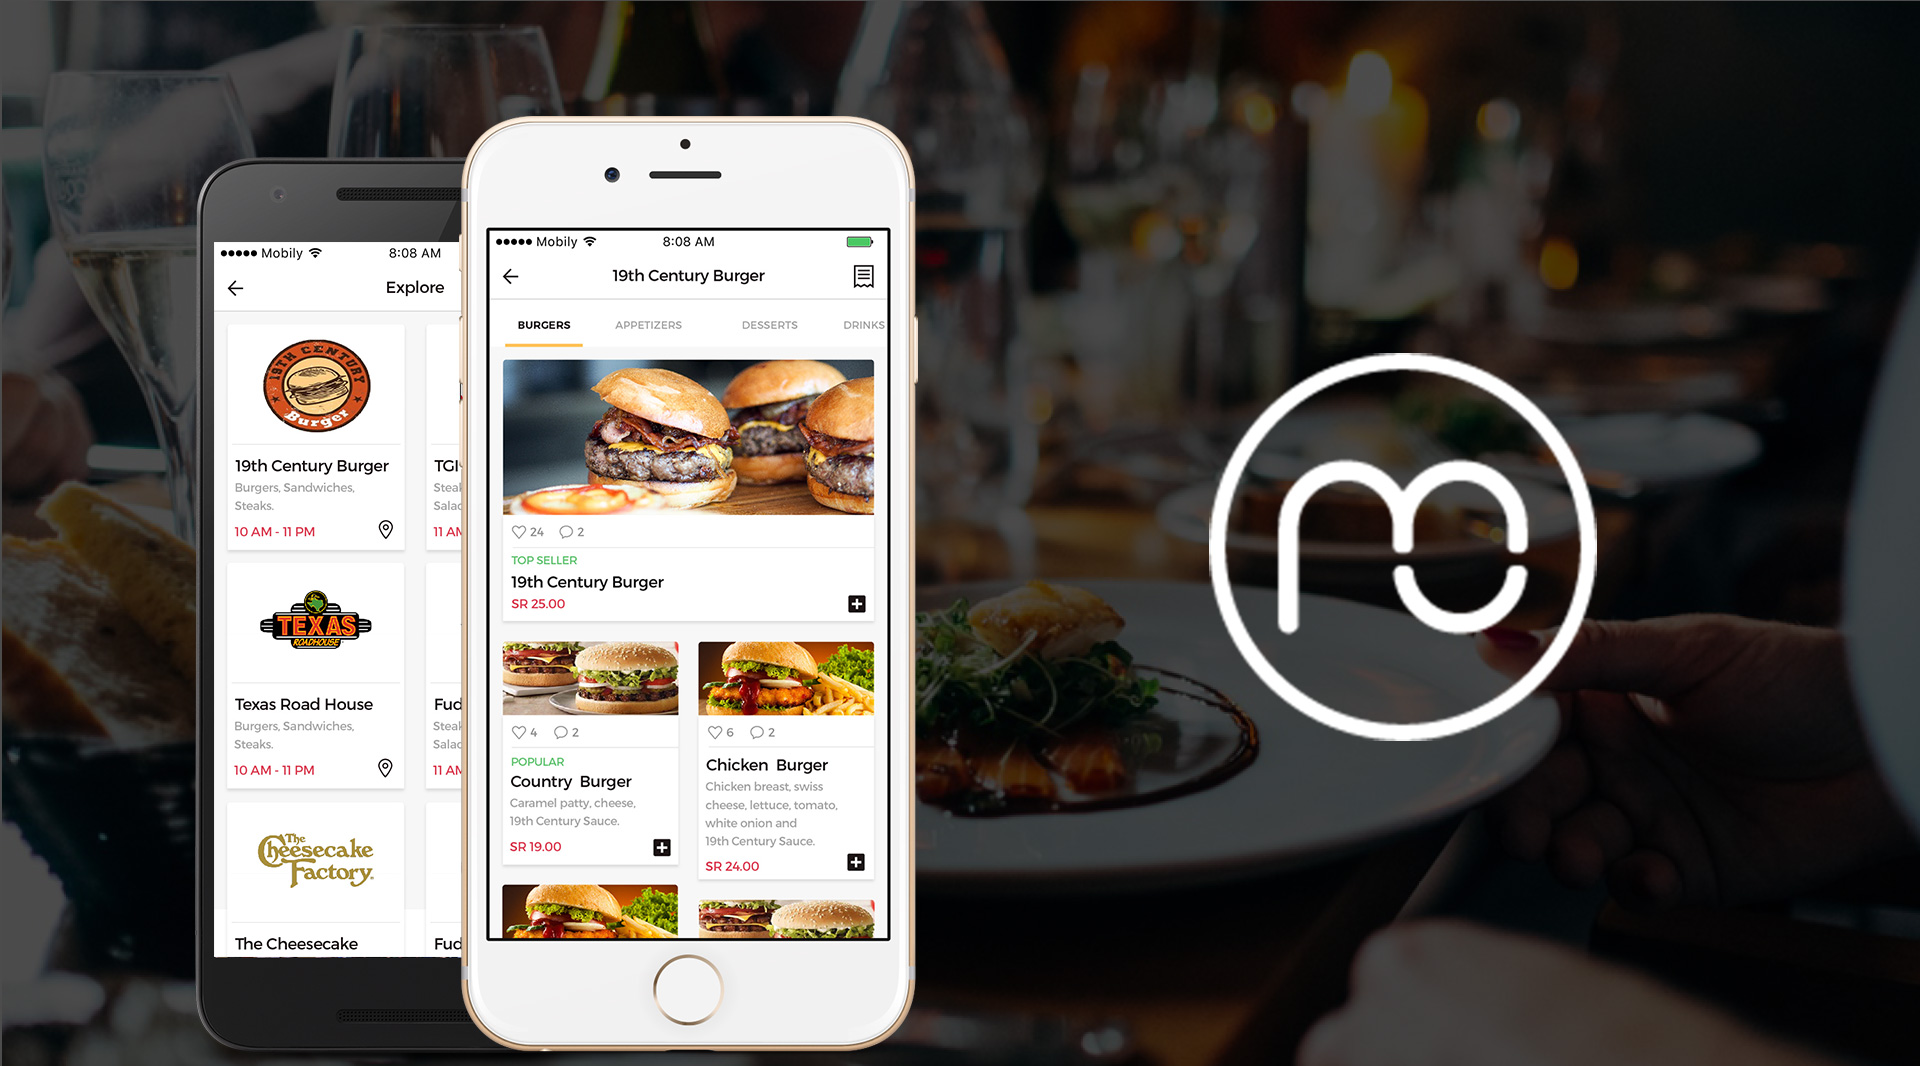 Mobily
8:08 AM
Explore
19TH CENTURY
Burger
19th Century Burger
Burgers, Sandwiches,
Steaks.
10 AM - 11 PM
TGI
Steak
Salad
11 AM
TEXAS
ROADHOUSE
Texas Road House
Burgers, Sandwiches,
Steaks.
10 AM - 11 PM
Fud
Steak
Salad
11 AM
The
Cheesecake
Factory.
The Cheesecake
Fud
Mobily
8:08 AM
19th Century Burger
BURGERS
APPETIZERS
DESSERTS
DRINKS
24
2
TOP SELLER
19th Century Burger
SR 25.00
4
2
POPULAR
Country Burger
Caramel patty, cheese,
19th Century Sauce.
SR 19.00
6
2
Chicken Burger
Chicken breast, swiss
cheese, lettuce, tomato,
white onion and
19th Century Sauce.
SR 24.00